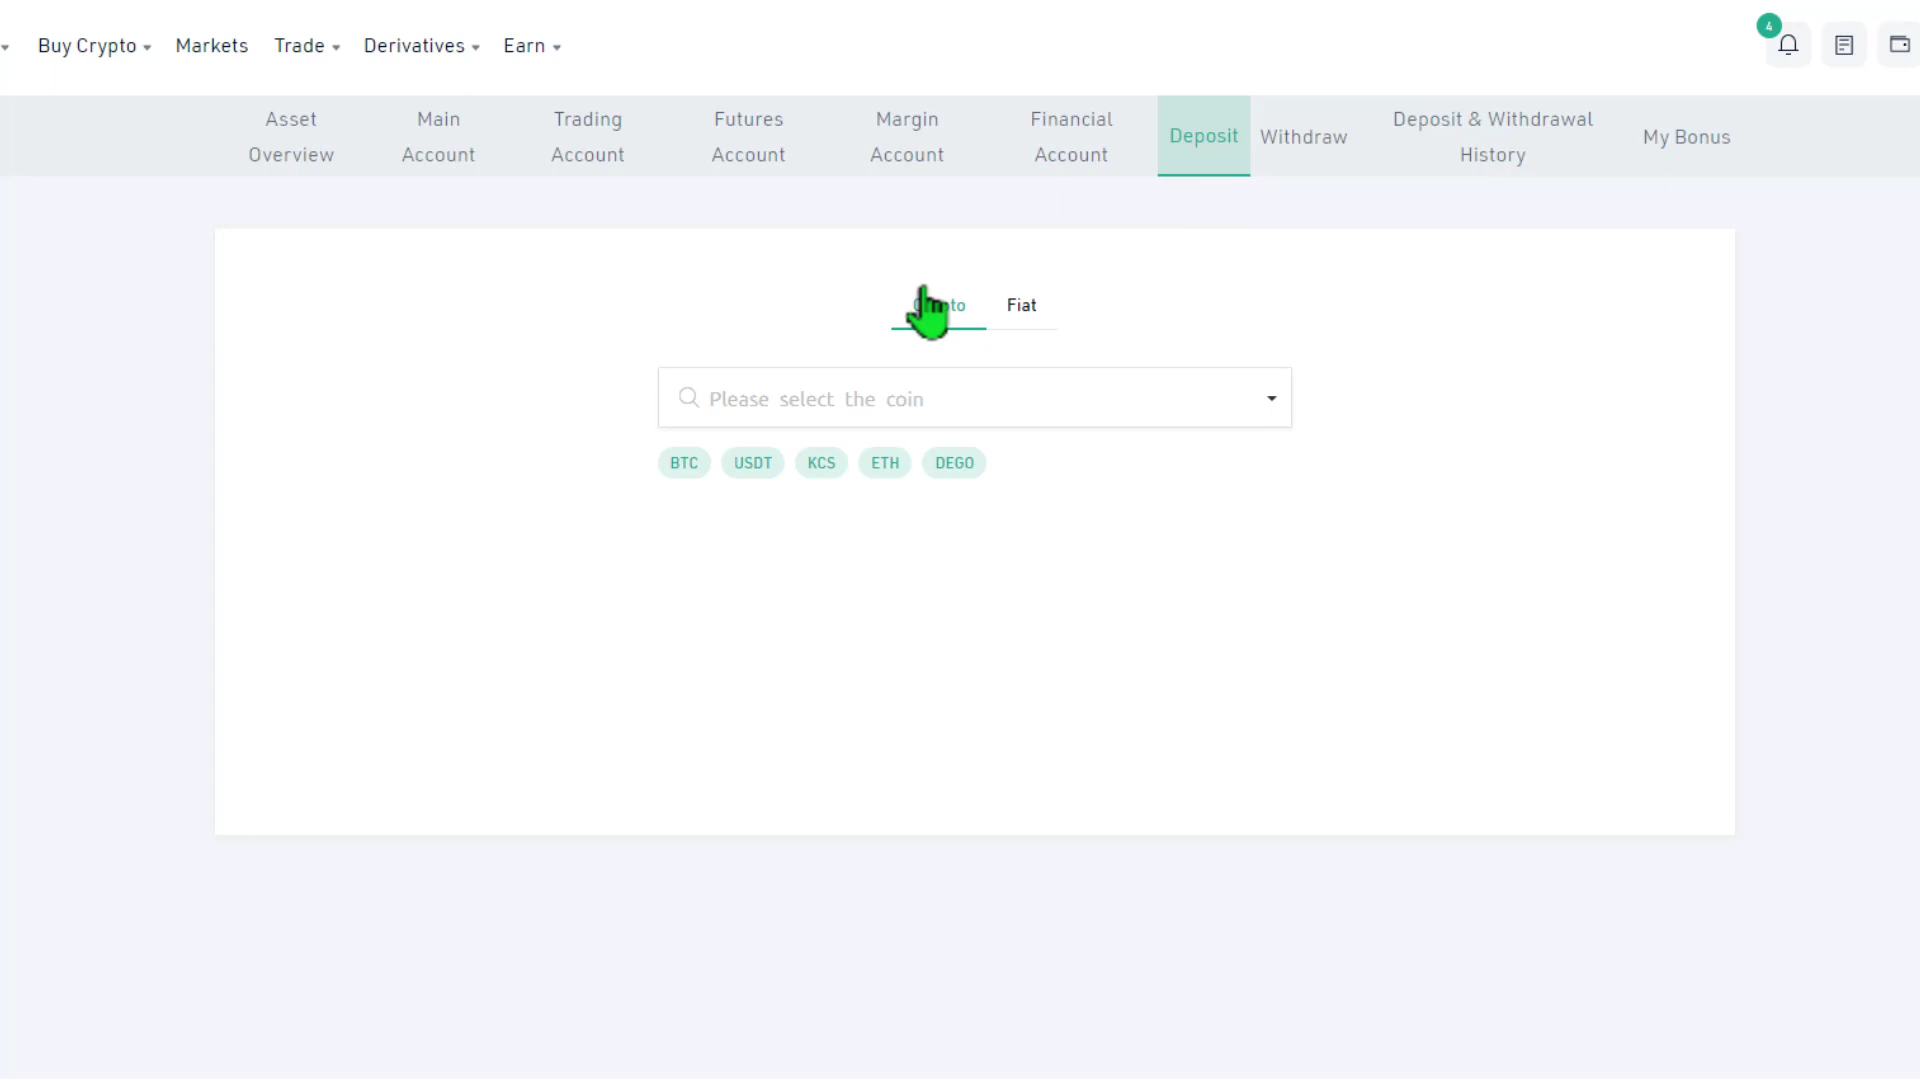 Buy Crypto Markets Trade Derivatives Earn
4
Asset Overview
Main Account
Trading Account
Futures Account
Margin Account
Financial Account
Deposit
Withdraw
Deposit & Withdrawal History
My Bonus
Fiat
Please select the coin
BTC USDT KCS ETH DEGO